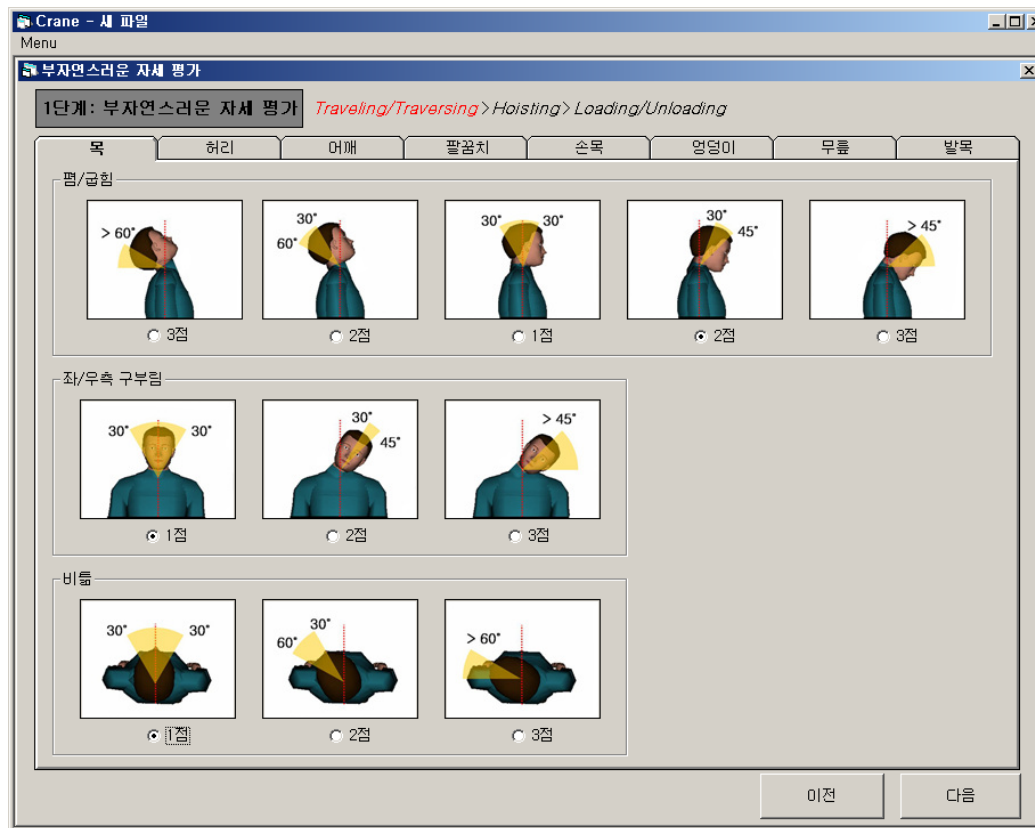 Crane - 새 파일
Menu
부자연스러운 자세 평가
1단계: 부자연스러운 자세 평가 Traveling/Traversing>Hoisting>Loading/Unloading
목 허리 어깨 팔꿈치 손목 엉덩이 무릎 발목
폄/굽힘
> 60° 30° 60° 30° 30° 30° 45° > 45°
3점 2점 1점 2점 3점
좌/우측 구부림
30° 30° 30° 45° > 45°
1점 2점 3점
비틂
30° 30° 30° 60° > 60°
1점 2점 3점
이전 다음